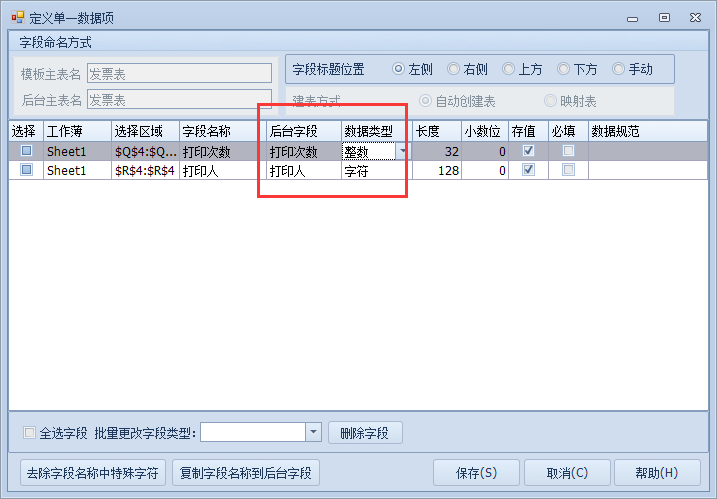 定义单一数据项
字段命名方式
模板主表名 发票表
后台主表名 发票表
字段标题位置 左侧 右侧 上方 下方 手动
建表方式 自动创建表 映射表
选择 工作薄 选择区域 字段名称 后台字段 数据类型 长度 小数位 存值 必填 数据规范
Sheet1 $Q$4:$Q... 打印次数 打印次数 整数 32 0
Sheet1 $R$4:$R$4 打印人 打印人 字符 128 0
全选字段 批量更改字段类型: 删除字段
去除字段名称中特殊字符 复制字段名称到后台字段 保存(S) 取消(C) 帮助(H)